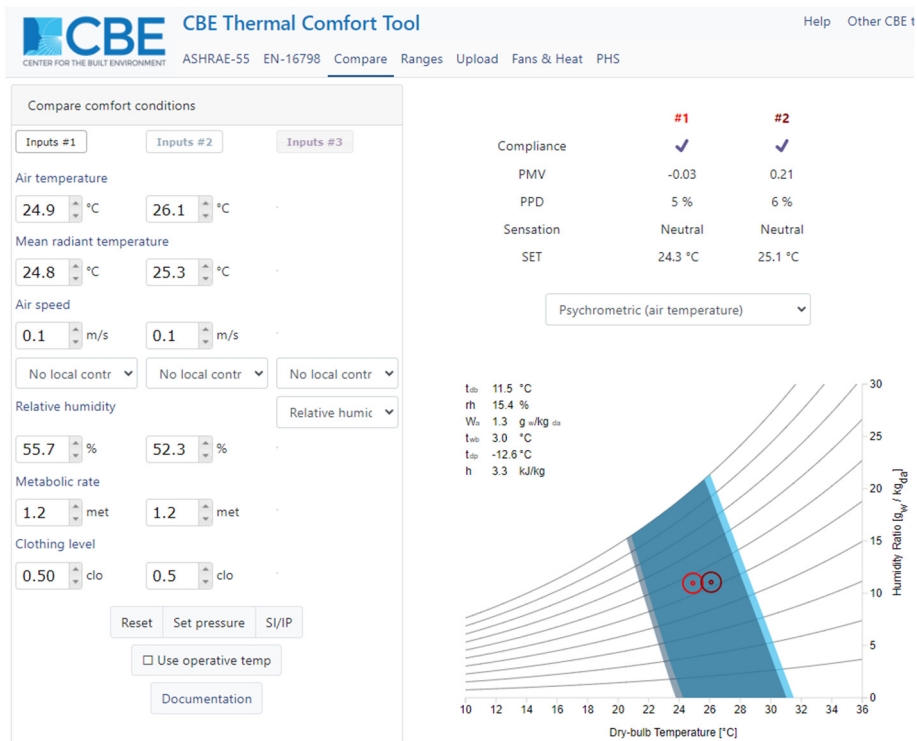 CBE
CENTER FOR THE BUILT ENVIRONMENT
CBE Thermal Comfort Tool
Help Other CBE t
ASHRAE-55 EN-16798 Compare Ranges Upload Fans & Heat PHS
Compare comfort conditions
Inputs #1 Inputs #2 Inputs #3
Air temperature
24.9 °C 26.1 °C
Mean radiant temperature
24.8 °C 25.3 °C
Air speed
0.1 m/s 0.1 m/s
No local contr No local contr No local contr
Relative humidity
Relative humic
55.7 % 52.3 %
Metabolic rate
1.2 met 1.2 met
Clothing level
0.50 clo 0.5 clo
Reset Set pressure SI/IP
Use operative temp
Documentation
#1 #2
Compliance
PMV -0.03 0.21
PPD 5 % 6 %
Sensation Neutral Neutral
SET 24.3 °C 25.1 °C
Psychrometric (air temperature)
tdb 11.5 °C
rh 15.4 %
Wa 1.3 g w/kg da
twb 3.0 °C
tdp -12.6 °C
h 3.3 kJ/kg
30
25
20
15
10
5
0
Humidity Ratio [gw / kgda]
10 12 14 16 18 20 22 24 26 28 30 32 34 36
Dry-bulb Temperature [°C]